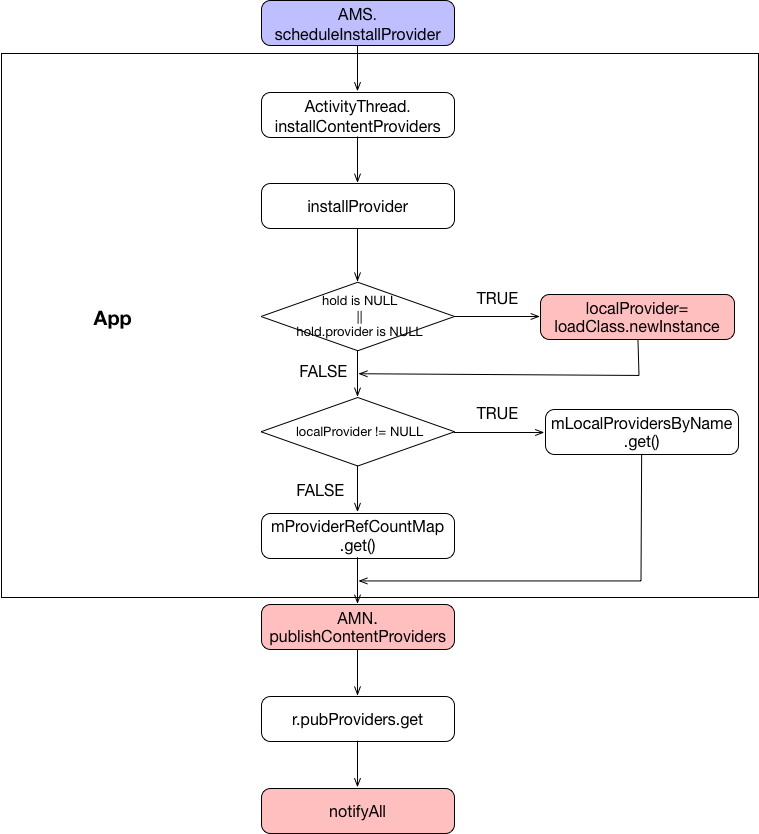 AMS.
scheduleInstallProvider
ActivityThread.
installContentProviders
installProvider
hold is NULL
||
hold.provider is NULL
TRUE
localProvider=
loadClass.newInstance
App
FALSE
localProvider != NULL
TRUE
mLocalProvidersByName
.get()
FALSE
mProviderRefCountMap
.get()
AMN.
publishContentProviders
r.pubProviders.get
notifyAll